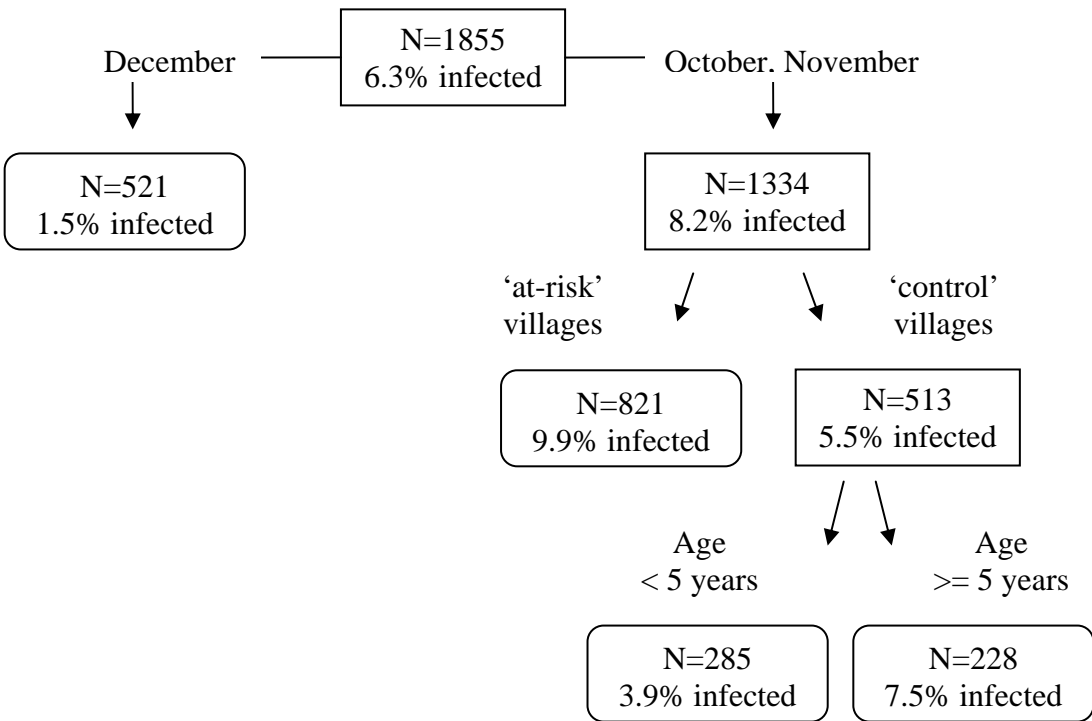 N=1855
6.3% infected
December
October, November
N=521
1.5% infected
N=1334
8.2% infected
‘at-risk’
villages
‘control’
villages
N=821
9.9% infected
N=513
5.5% infected
Age
< 5 years
Age
>= 5 years
N=285
3.9% infected
N=228
7.5% infected